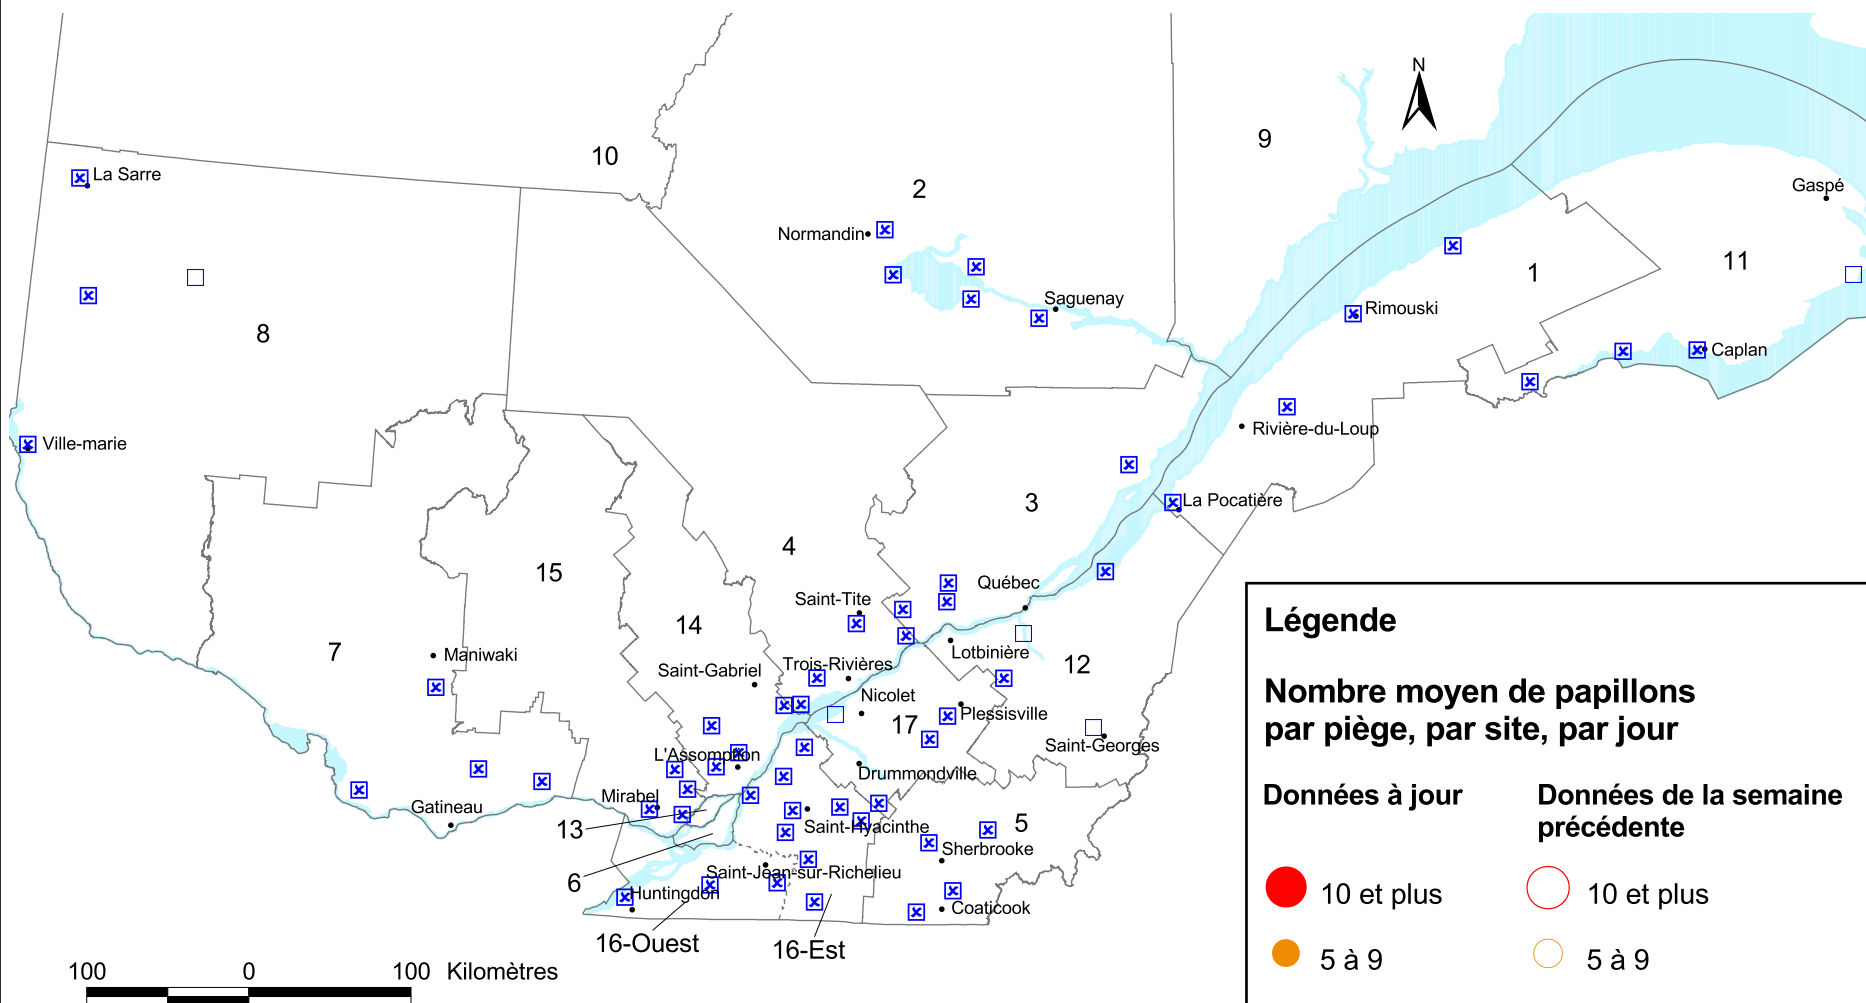 N
9
10
La Sarre
2
Gaspé
Normandin
11
1
Saguenay
Rimouski
8
Caplan
Ville-marie
Rivière-du-Loup
3
La Pocatière
4
15
Québec
Saint-Tite
14
7
Maniwaki
Lotbinière
12
Saint-Gabriel
Trois-Rivières
Nicolet
Plessisville
17
Saint-Georges
L'Assomption
Drummondville
Mirabel
Gatineau
13
Saint-Hyacinthe
5
Sherbrooke
6
Saint-Jean-sur-Richelieu
Huntingdon
Coaticook
16-Ouest
16-Est
100 0 100 Kilomètres
Légende
Nombre moyen de papillons
par piège, par site, par jour
Données à jour
Données de la semaine
précédente
10 et plus
10 et plus
5 à 9
5 à 9